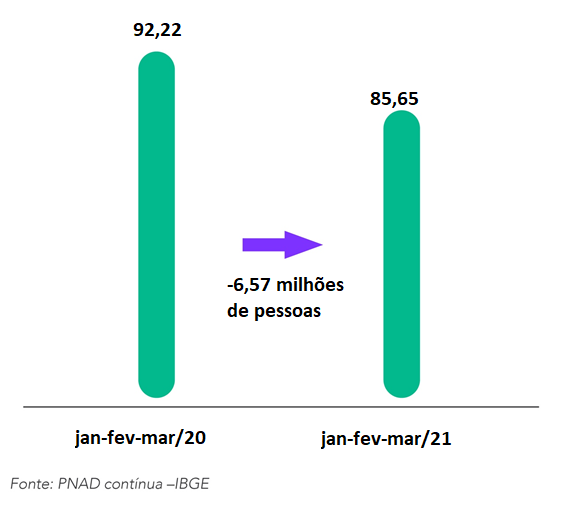 92,22
85,65
-6,57 milhões
de pessoas
jan-fev-mar/20
jan-fev-mar/21
Fonte: PNAD contínua –IBGE